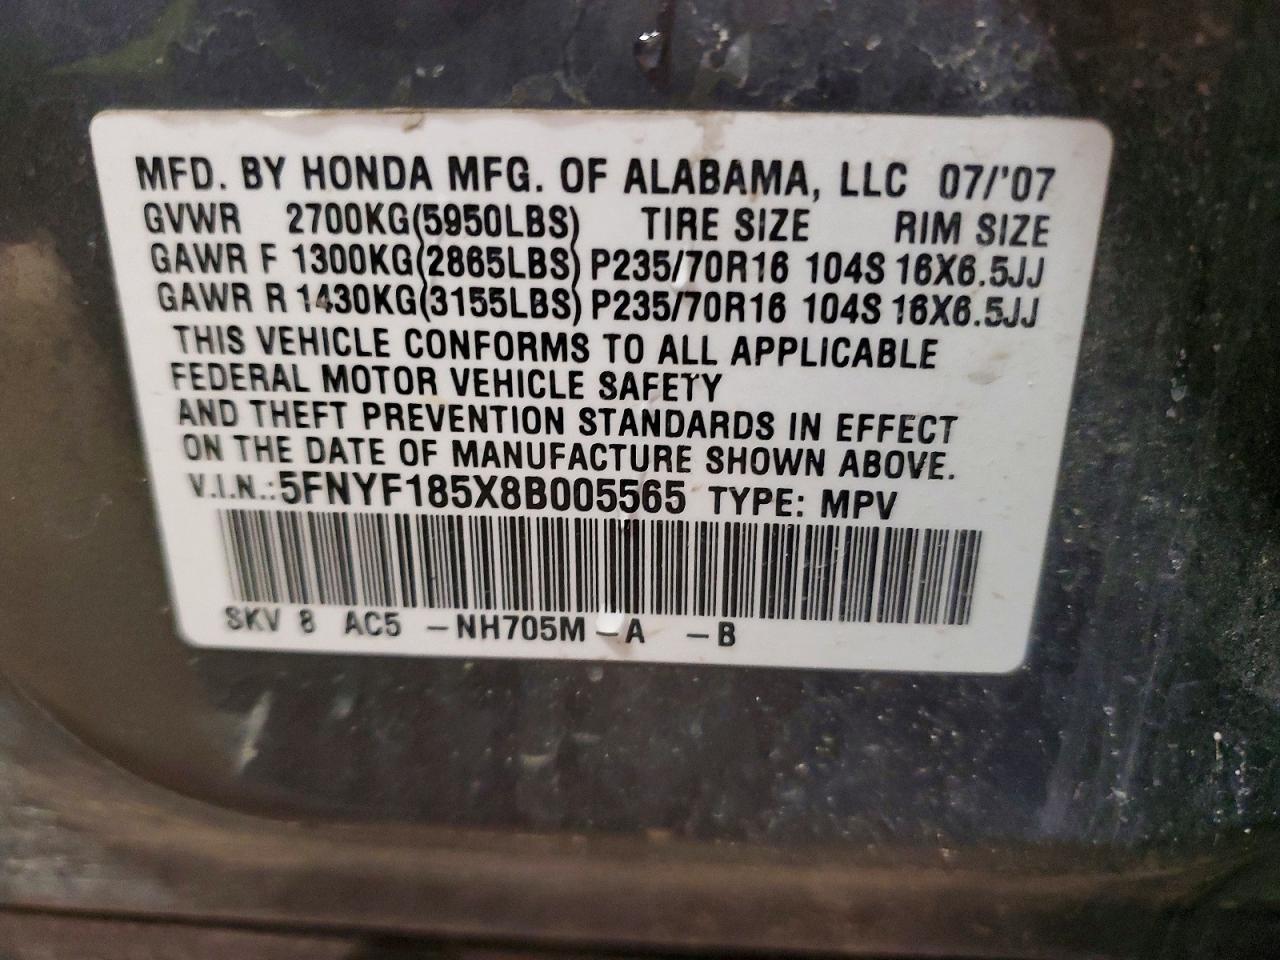 MFD. BY HONDA MFG. OF ALABAMA, LLC 07/'07
GVWR 2700KG(5950LBS) TIRE SIZE RIM SIZE
GAWR F 1300KG(2865LBS) P235/70R16 104S 16X6.5JJ
GAWR R 1430KG(3155LBS) P235/70R16 104S 16X6.5JJ
THIS VEHICLE CONFORMS TO ALL APPLICABLE
FEDERAL MOTOR VEHICLE SAFETY
AND THEFT PREVENTION STANDARDS IN EFFECT
ON THE DATE OF MANUFACTURE SHOWN ABOVE.
V.I.N.:5FNYF185X8B005565 TYPE: MPV
SKV 8 AC5 -NH705M-A -B